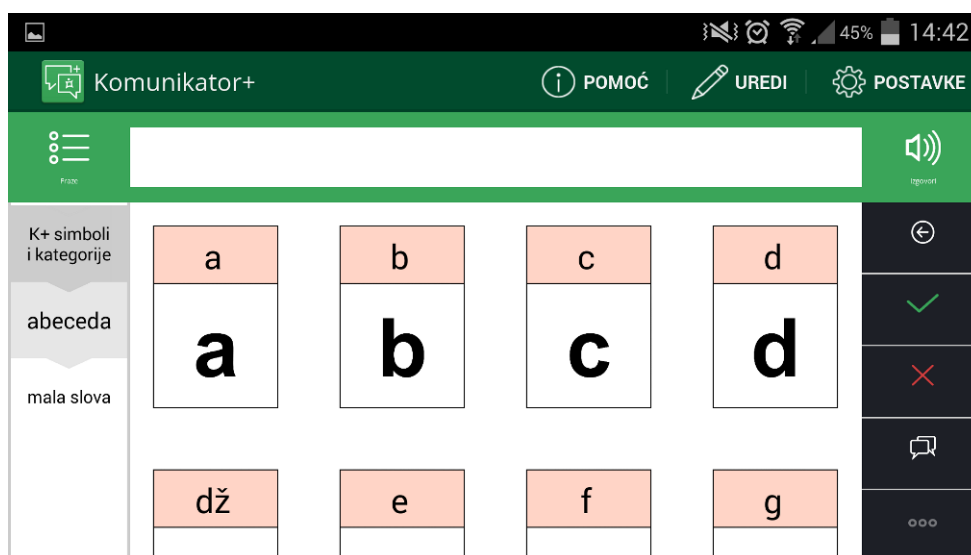 45% 14:42
Komunikator+ POMOĆ UREDI POSTAVKE
Fraze
Izgovori
K+ simboli
i kategorije
abeceda
mala slova
a b c d
a b c d
dž e f g